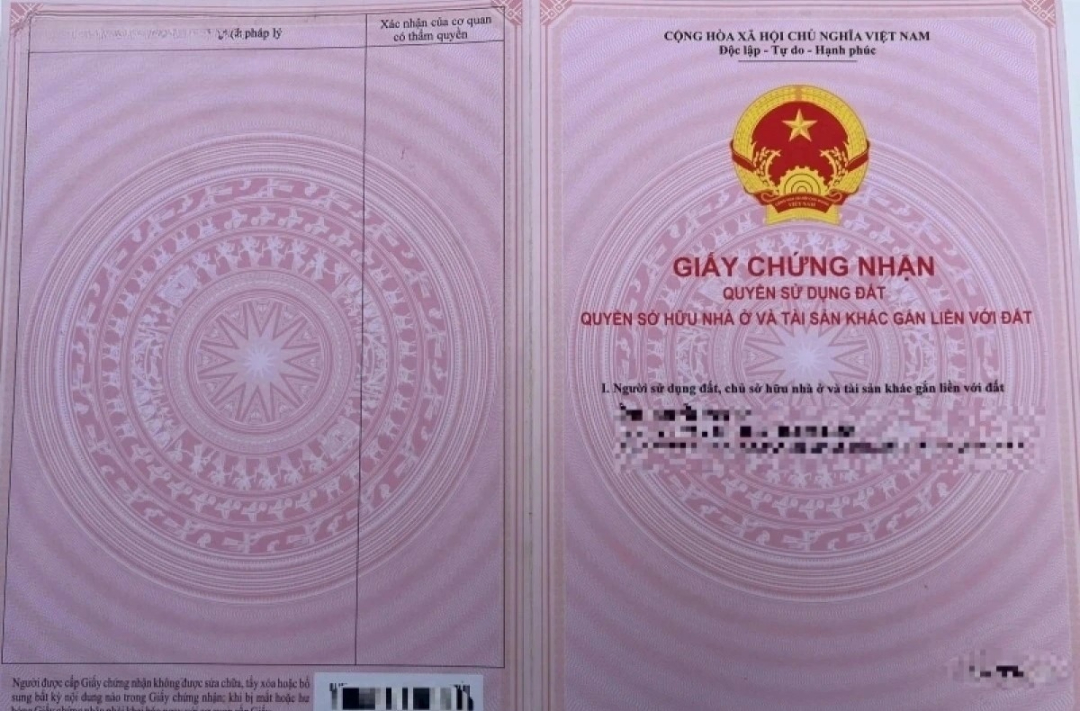 pháp lý
Xác nhận của cơ quan
có thẩm quyền
Người được cấp Giấy chứng nhận không được sửa chữa, tẩy xóa hoặc bổ
sung bất kỳ nội dung nào trong Giấy chứng nhận; khi bị mất hoặc hư
CỘNG HÒA XÃ HỘI CHỦ NGHĨA VIỆT NAM
Độc lập - Tự do - Hạnh phúc
VIỆT NAM
GIẤY CHỨNG NHẬN
QUYỀN SỬ DỤNG ĐẤT
QUYỀN SỞ HỮU NHÀ Ở VÀ TÀI SẢN KHÁC GẮN LIỀN VỚI ĐẤT
I. Người sử dụng đất, chủ sở hữu nhà ở và tài sản khác gắn liền với đất